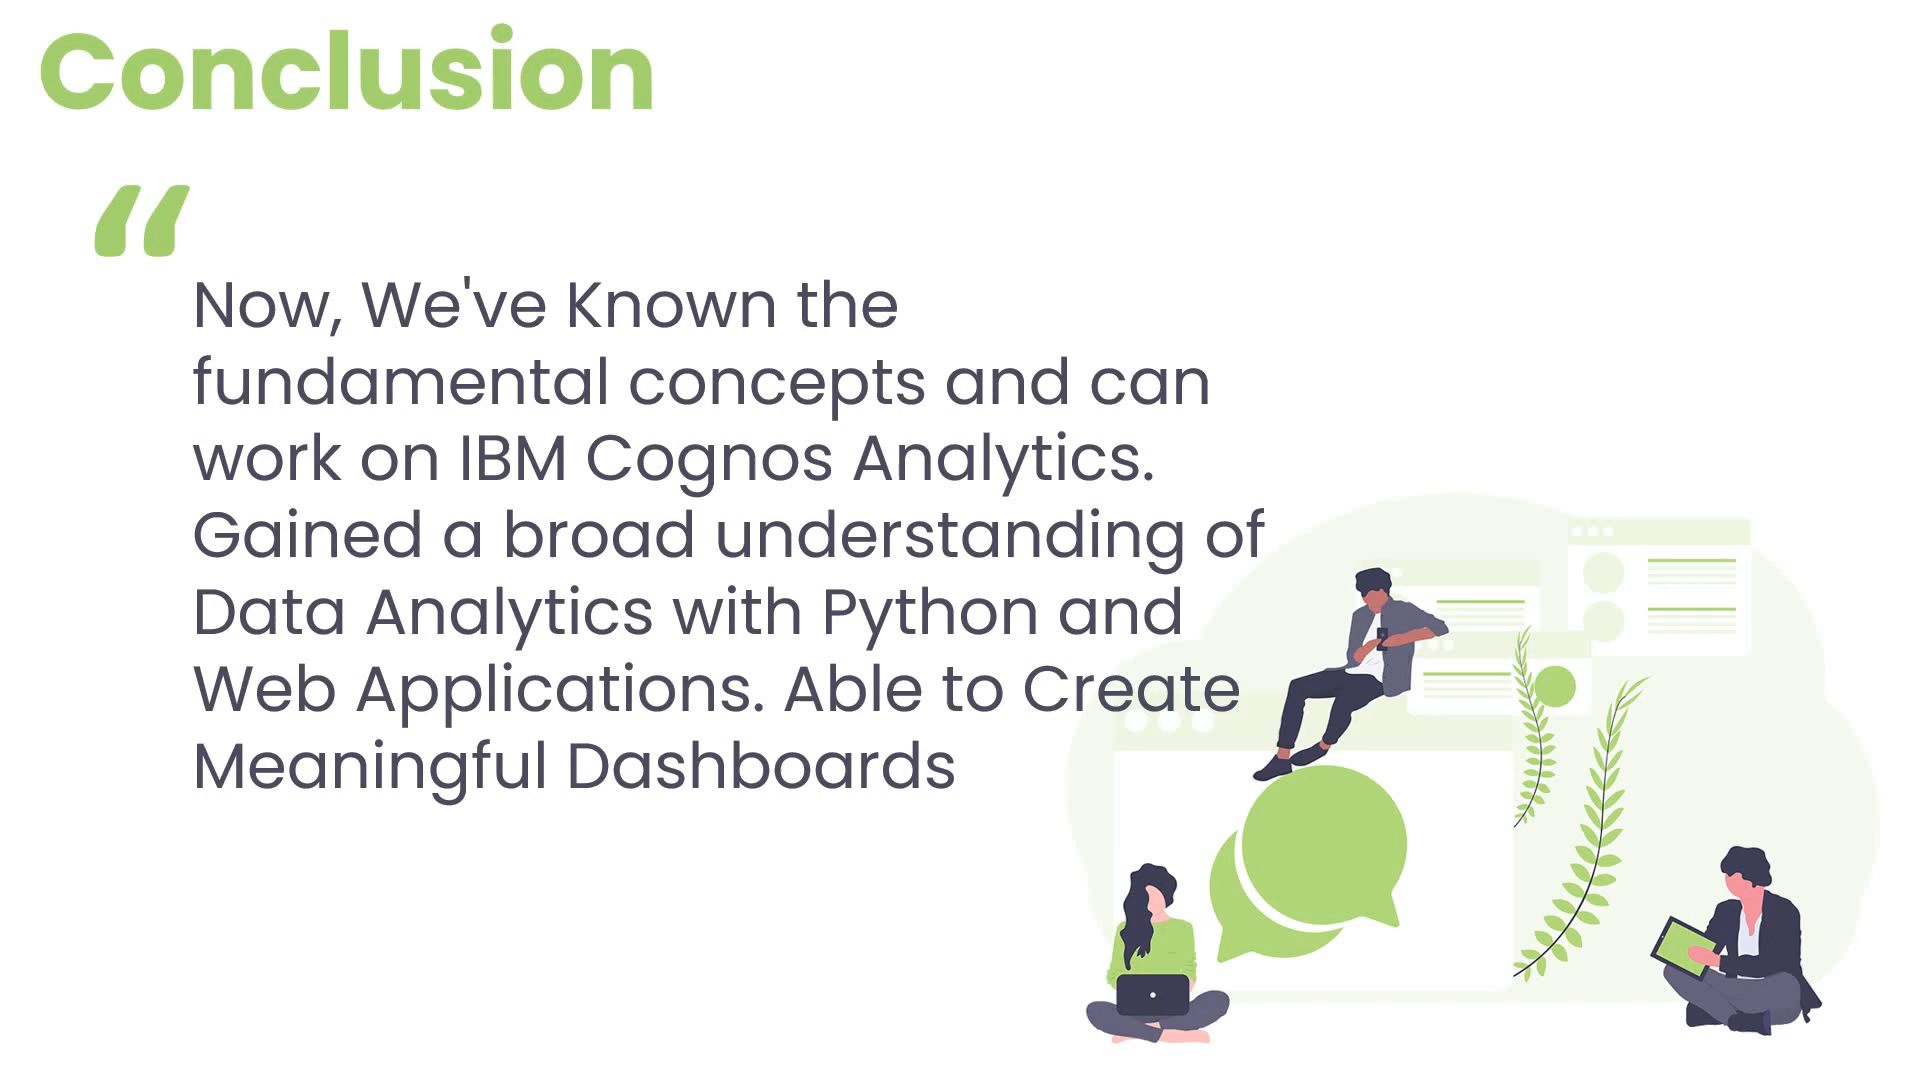 Conclusion
“
Now, We've Known the
fundamental concepts and can
work on IBM Cognos Analytics.
Gained a broad understanding of
Data Analytics with Python and
Web Applications. Able to Create
Meaningful Dashboards